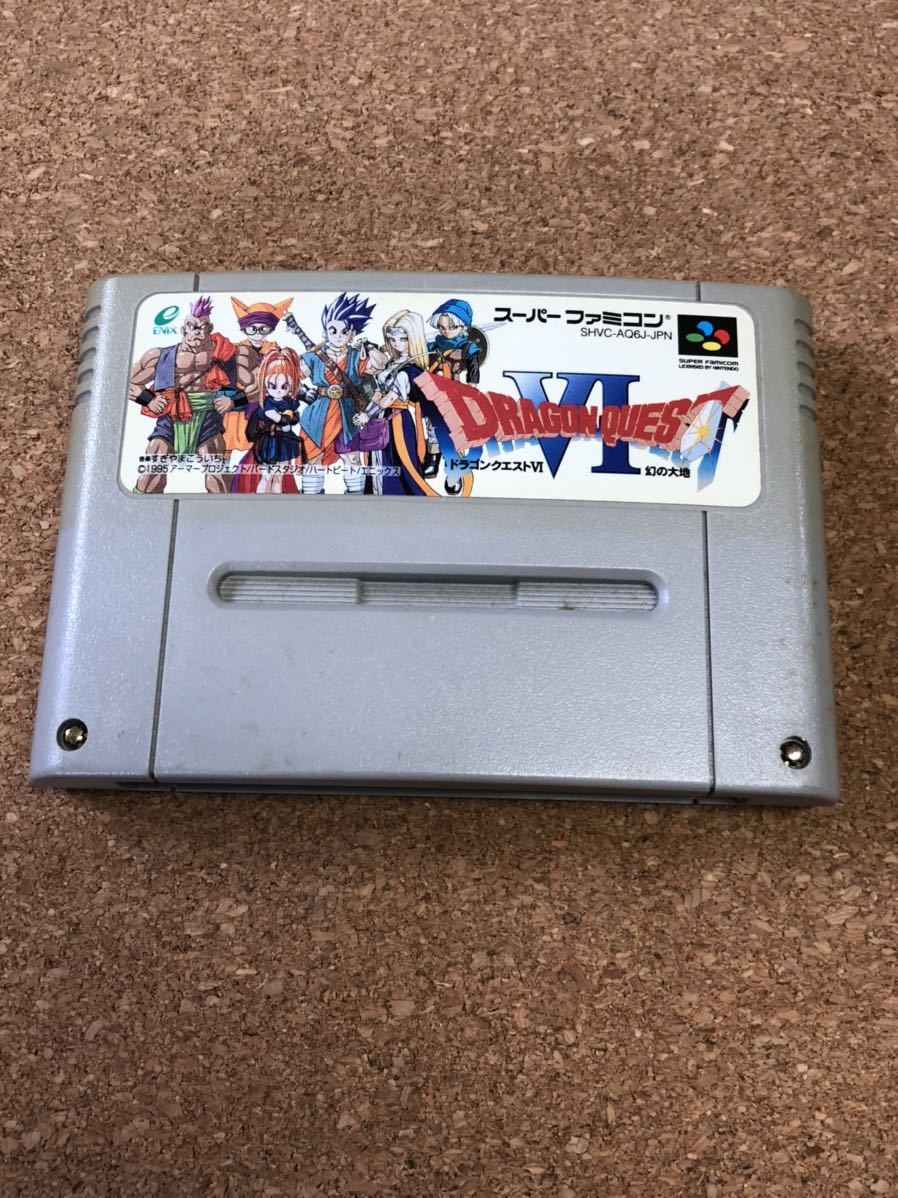 ENIX
スーパーファミコン®
SHVC-AQ6J-JPN
SUPER FAMICOM
LICENSED BY NINTENDO
VI
DRAGON QUEST
ドラゴンクエストVI 幻の大地
音楽 すぎやまこういち
©1995 アーマープロジェクト/バードスタジオ/ハートビート/エニックス